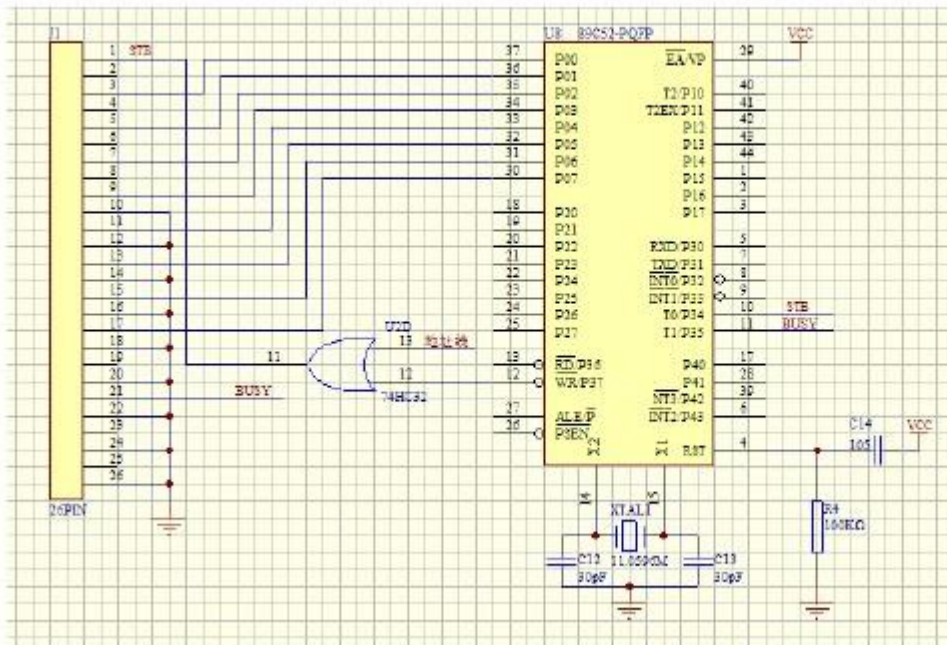 J1
1
STB
2
3
4
5
6
7
8
9
10
11
12
13
14
15
16
17
18
19
20
21
BUSY
22
23
24
25
26
26PIN
U2D
11
13
地址线
12
74HC32
U8 89C52-PQFP
37 P00
36 P01
35 P02
34 P03
33 P04
32 P05
31 P06
30 P07
18 P20
19 P21
20 P22
21 P23
22 P24
23 P25
24 P26
25 P27
13 RD/P36
12 WR/P37
27 ALE/P
26 PSEN
EA/VP 29
VCC
T2/P10 40
T2EX/P11 41
P12 42
P13 43
P14 44
P15 1
P16 2
P17 3
RXD/P30 5
TXD/P31 7
INT0/P32 8
INT1/P33 9
T0/P34 10 STB
T1/P35 11 BUSY
P40 17
P41 28
P42 39
INT2/P43 6
RST 4
X2
X1
14
15
XTAL1
11.0596M
C12
30pF
C13
30pF
C14
105
VCC
R4
100KΩ